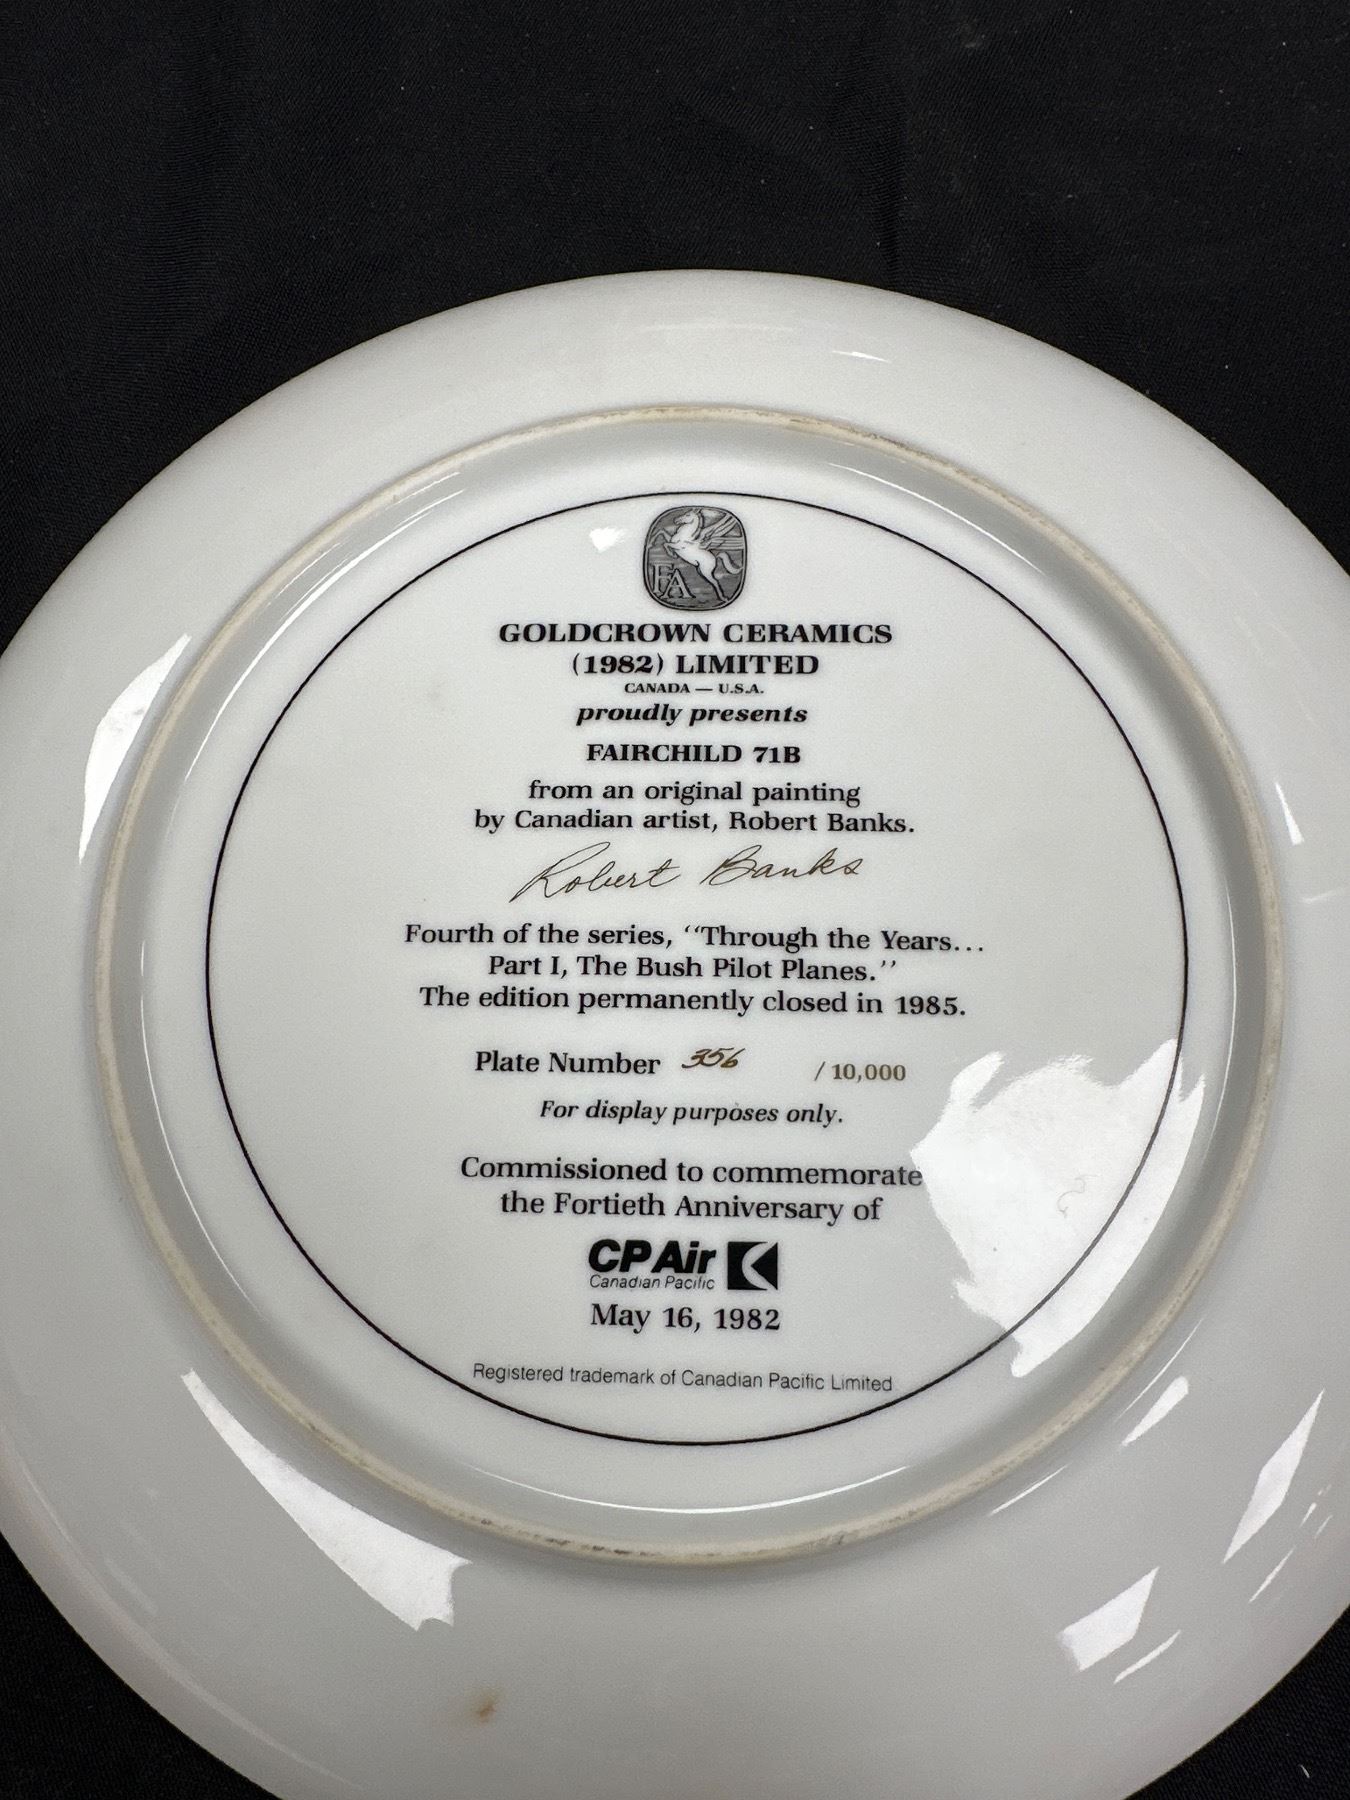 FA
GOLDCROWN CERAMICS
(1982) LIMITED
CANADA — U.S.A.
proudly presents
FAIRCHILD 71B
from an original painting
by Canadian artist, Robert Banks.
Robert Banks
Fourth of the series, ‘‘Through the Years...
Part I, The Bush Pilot Planes.’’
The edition permanently closed in 1985.
Plate Number 356 / 10,000
For display purposes only.
Commissioned to commemorate
the Fortieth Anniversary of
CP Air
Canadian Pacific
May 16, 1982
Registered trademark of Canadian Pacific Limited